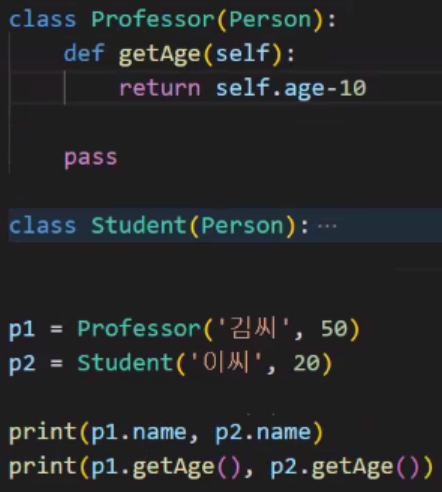 class Professor(Person):
def getAge(self):
return self.age-10
pass
class Student(Person): ⋯
p1 = Professor('김씨', 50)
p2 = Student('이씨', 20)
print(p1.name, p2.name)
print(p1.getAge(), p2.getAge())